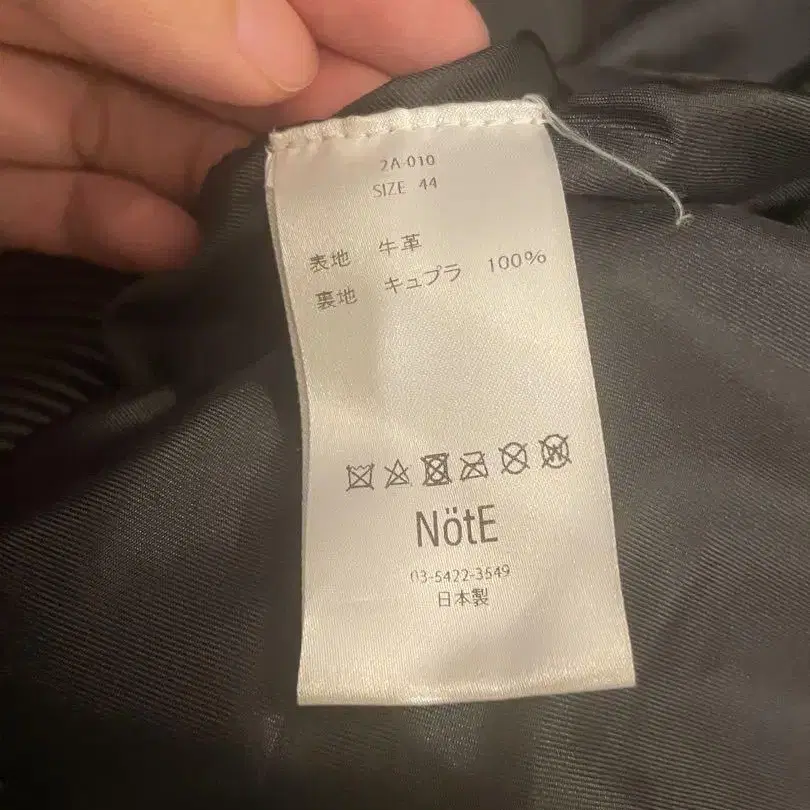 2A-010
SIZE 44
表地 牛革
裏地 キュプラ 100%
NötE
03-5422-3549
日本製